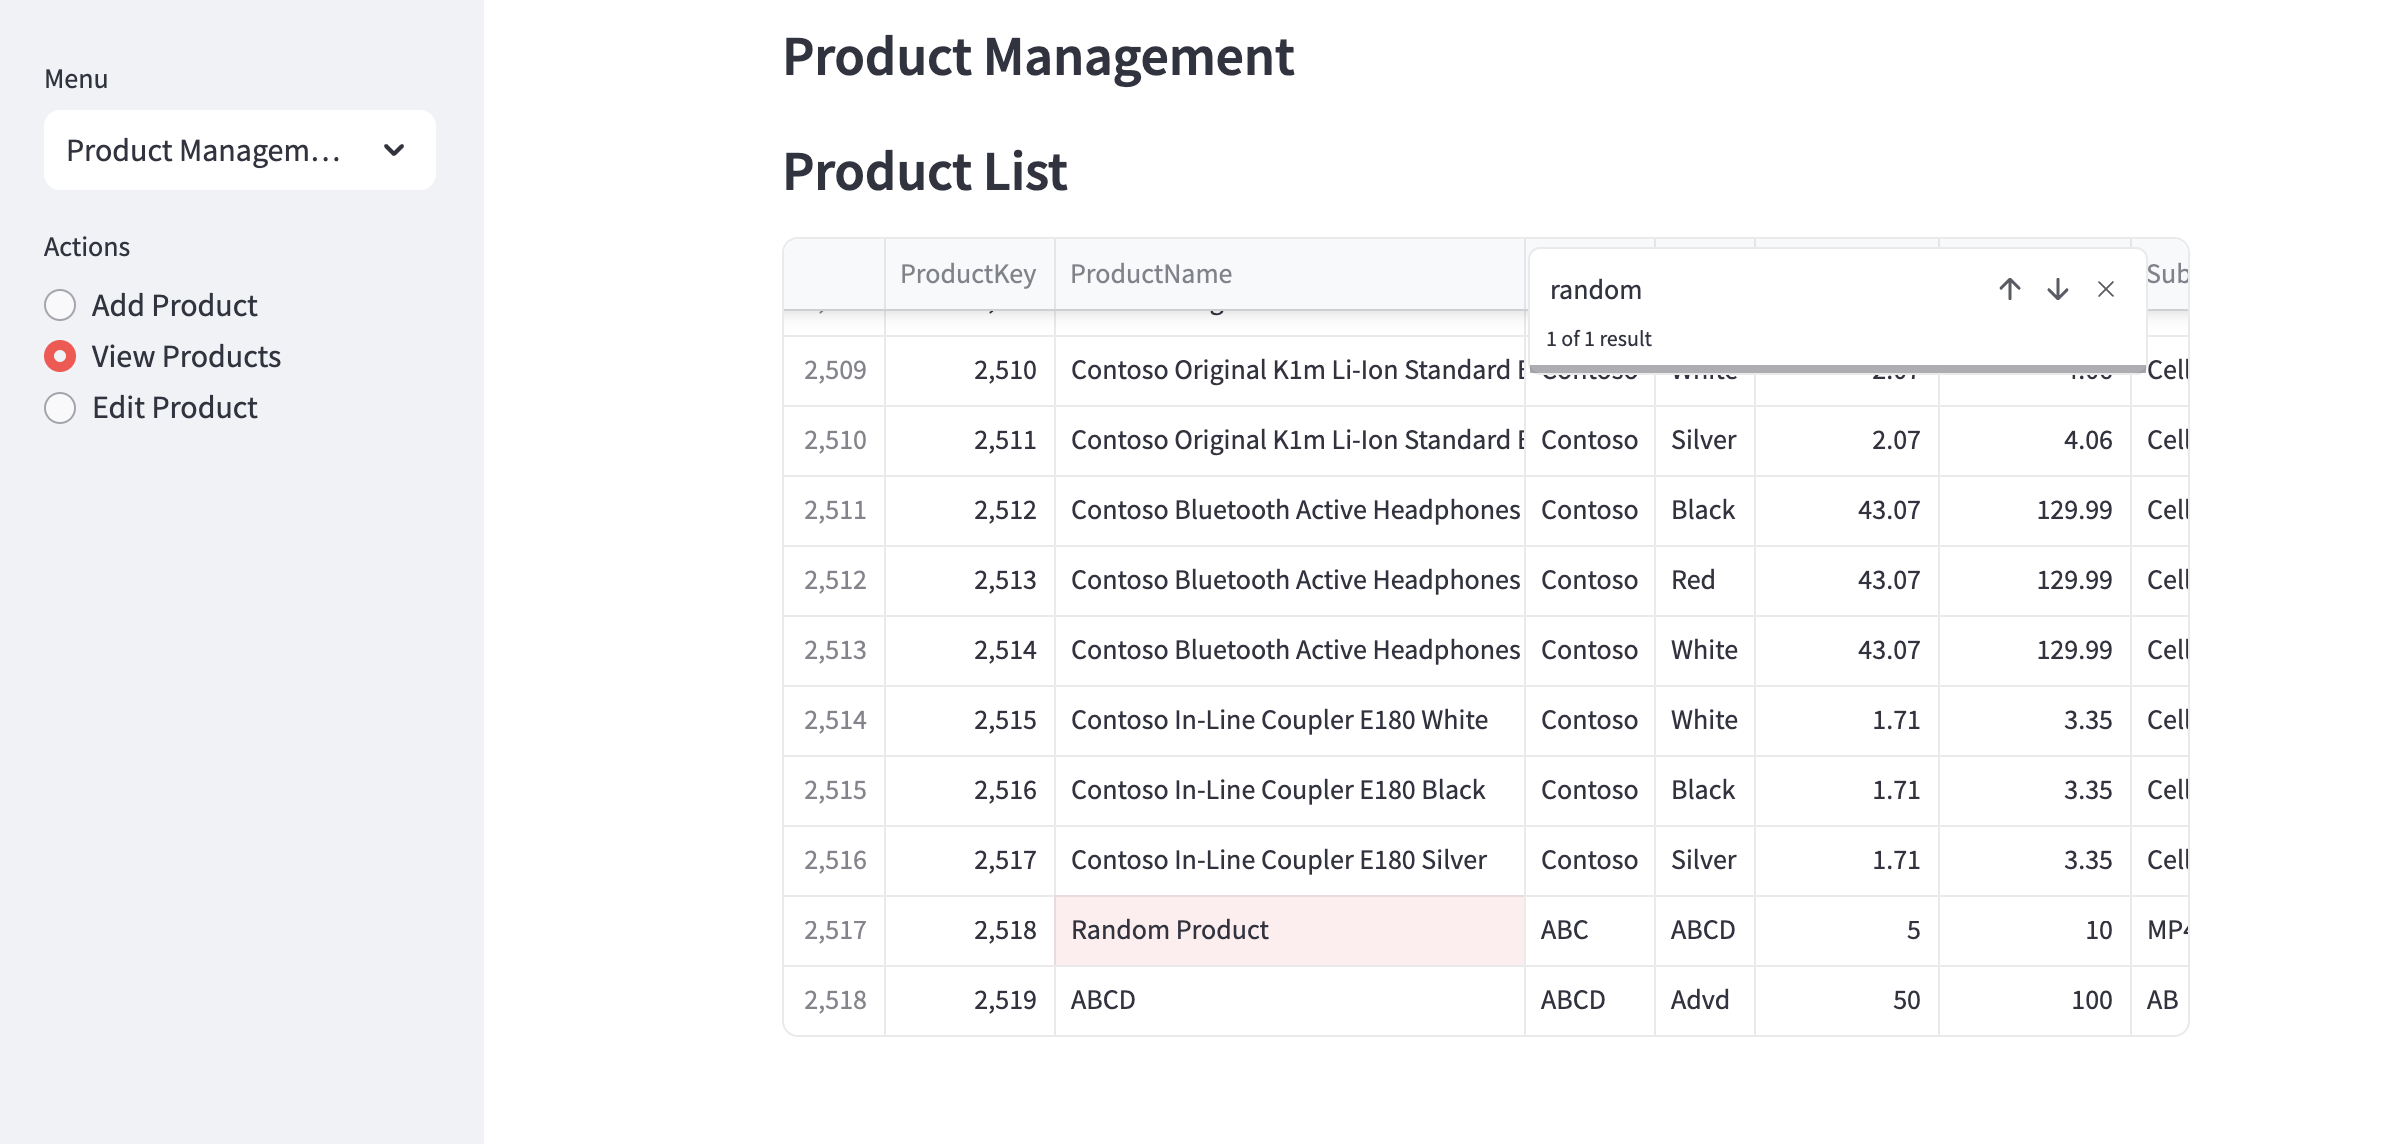 Menu
Product Managem...
Actions
Add Product
View Products
Edit Product
Product Management
Product List
ProductKey ProductName Sub
random
1 of 1 result
2,509 2,510 Contoso Original K1m Li-Ion Standard Contoso White 2.07 4.06 Cell
2,510 2,511 Contoso Original K1m Li-Ion Standard Contoso Silver 2.07 4.06 Cell
2,511 2,512 Contoso Bluetooth Active Headphones Contoso Black 43.07 129.99 Cell
2,512 2,513 Contoso Bluetooth Active Headphones Contoso Red 43.07 129.99 Cell
2,513 2,514 Contoso Bluetooth Active Headphones Contoso White 43.07 129.99 Cell
2,514 2,515 Contoso In-Line Coupler E180 White Contoso White 1.71 3.35 Cell
2,515 2,516 Contoso In-Line Coupler E180 Black Contoso Black 1.71 3.35 Cell
2,516 2,517 Contoso In-Line Coupler E180 Silver Contoso Silver 1.71 3.35 Cell
2,517 2,518 Random Product ABC ABCD 5 10 MP4
2,518 2,519 ABCD ABCD Advd 50 100 AB